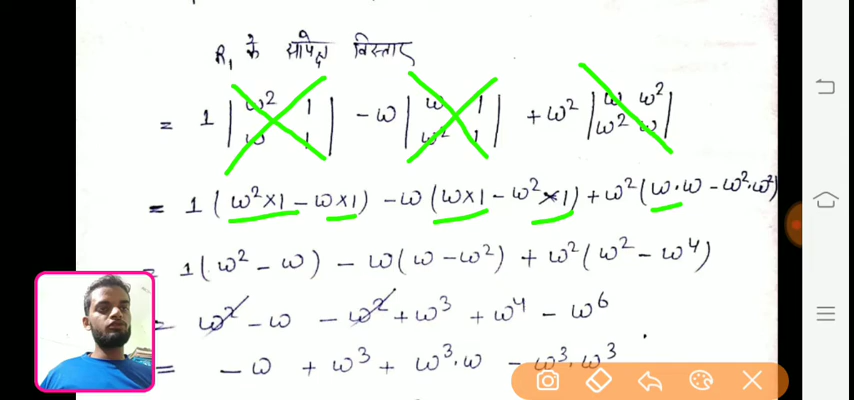 R₁ के सापेक्ष विस्तार
= 1 |ω² 1; ω 1| - ω |ω 1; ω² 1| + ω² |ω ω²; ω² ω|
= 1 (ω²×1 - ω×1) - ω (ω×1 - ω²×1) + ω² (ω.ω - ω².ω²)
= 1(ω² - ω) - ω(ω - ω²) + ω²(ω² - ω⁴)
= ω² - ω - ω² + ω³ + ω⁴ - ω⁶
= - ω + ω³ + ω³.ω - ω³.ω³